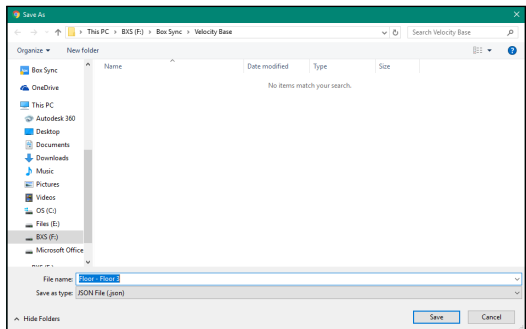 Save As
This PC > BXS (F:) > Box Sync > Velocity Base
Search Velocity Base
Organize
New folder
Name
Date modified
Type
Size
No items match your search.
Box Sync
OneDrive
This PC
Autodesk 360
Desktop
Documents
Downloads
Music
Pictures
Videos
OS (C:)
Files (E:)
BXS (F:)
Microsoft Office
File name: Floor - Floor 3
Save as type: JSON File (.json)
Hide Folders
Save
Cancel